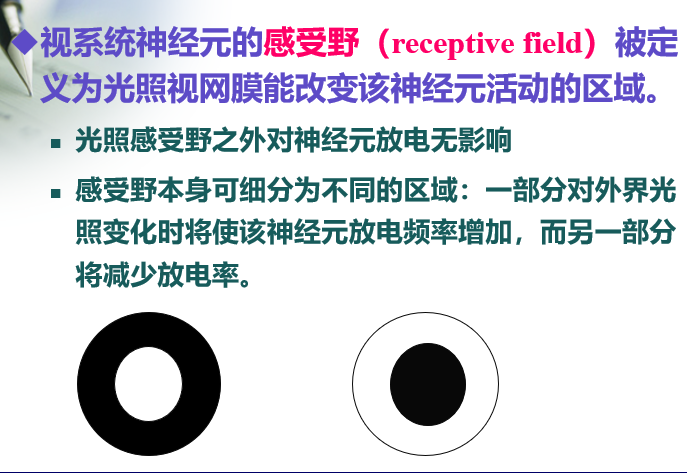 视系统神经元的感受野（receptive field）被定
义为光照视网膜能改变该神经元活动的区域。
光照感受野之外对神经元放电无影响
感受野本身可细分为不同的区域：一部分对外界光
照变化时将使该神经元放电频率增加，而另一部分
将减少放电率。